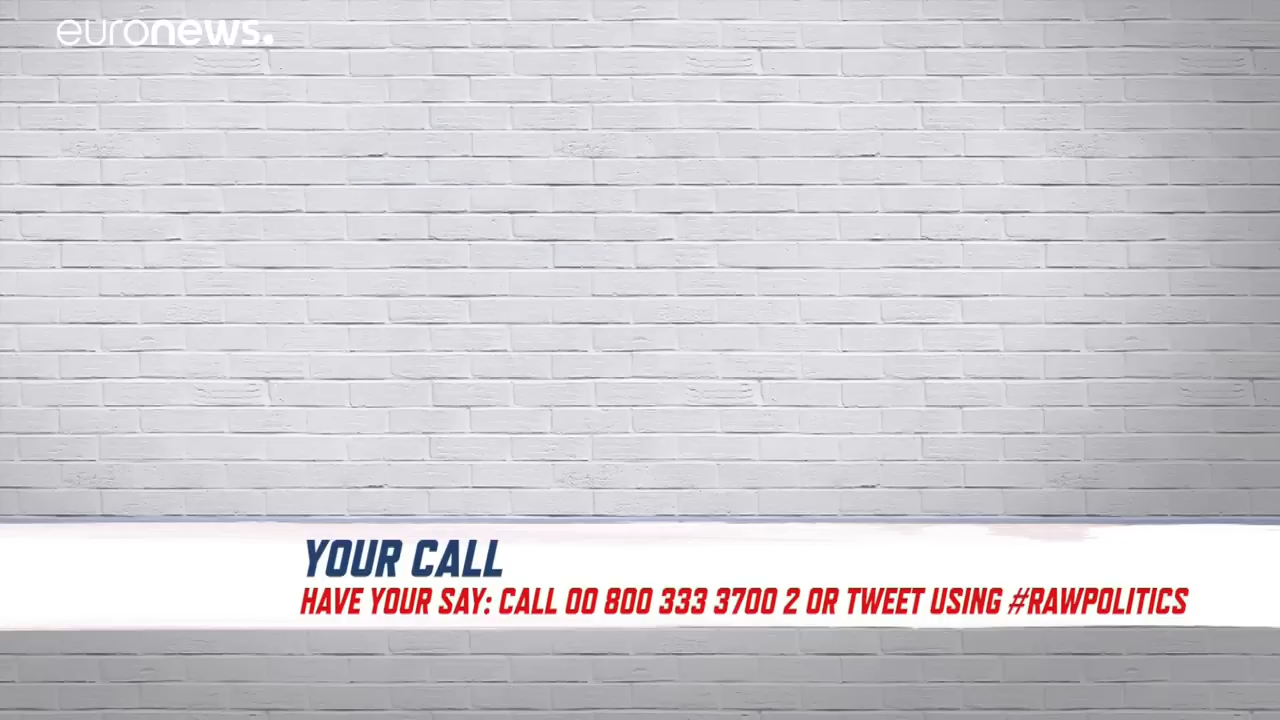 euronews.
YOUR CALL
HAVE YOUR SAY: CALL 00 800 333 3700 2 OR TWEET USING #RAWPOLITICS